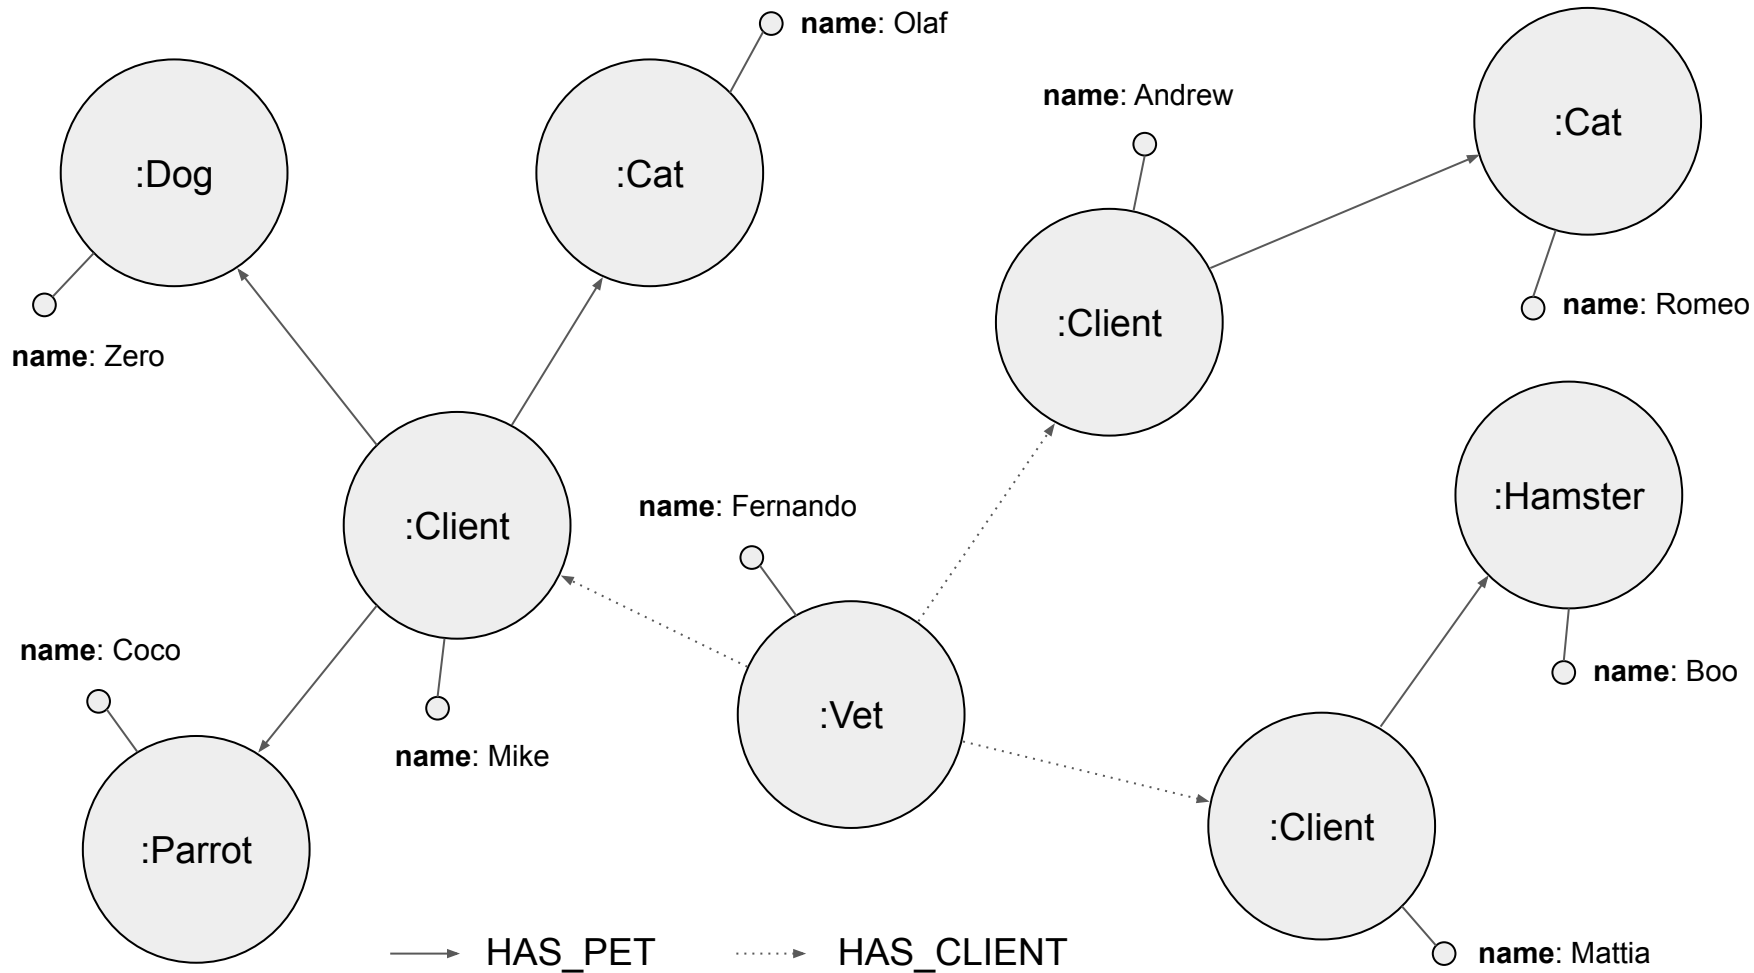 name: Olaf
name: Andrew
:Cat
:Dog
:Cat
name: Romeo
:Client
name: Zero
:Hamster
name: Fernando
:Client
name: Coco
name: Boo
:Vet
name: Mike
:Client
:Parrot
HAS_PET
HAS_CLIENT
name: Mattia